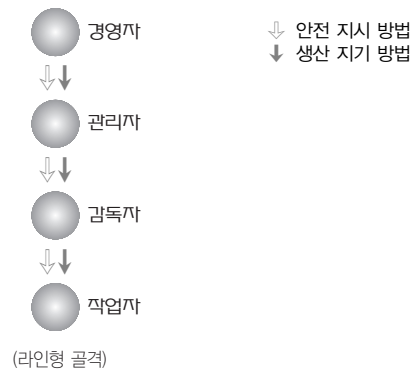 경영자
⇩ 안전 지시 방법
⬇ 생산 지기 방법
관리자
감독자
작업자
(라인형 골격)